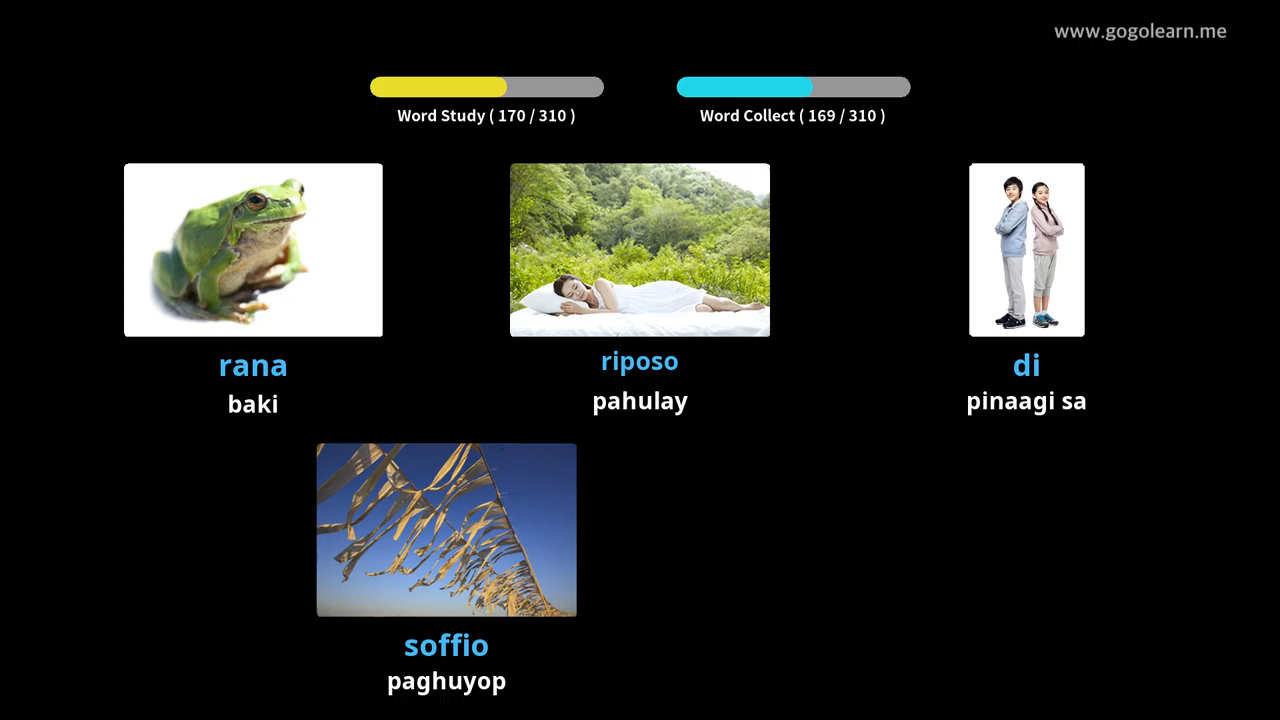 www.gogolearn.me
Word Study ( 170 / 310 )
Word Collect ( 169 / 310 )
rana
baki
riposo
pahulay
di
pinaagi sa
soffio
paghuyop